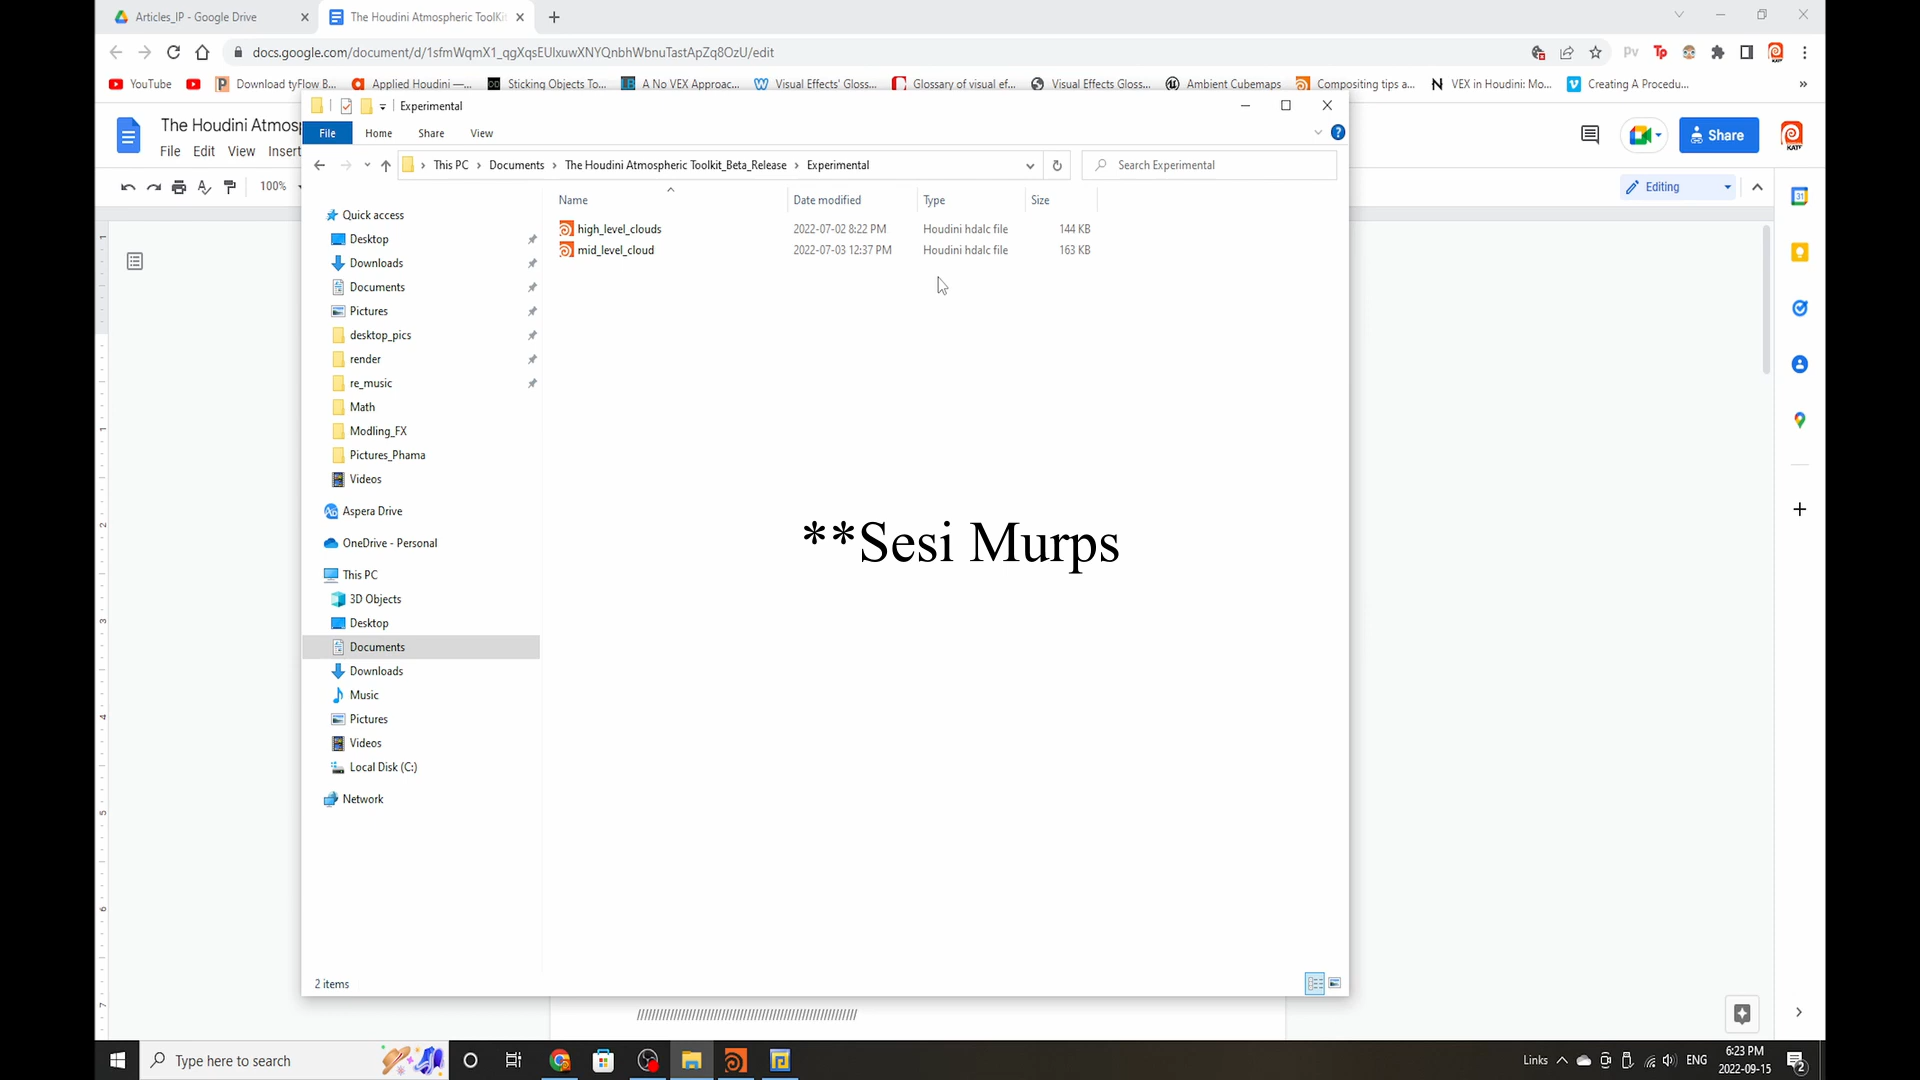 Articles_IP - Google Drive
The Houdini Atmospheric ToolKit
docs.google.com/document/d/1sfmWqmX1_qgXqsEUlxuwXNYQnbhWbnuTastApZq8OzU/edit
YouTube
Download tyFlow B...
Applied Houdini —...
Sticking Objects To...
A No VEX Approac...
Visual Effects' Gloss...
Glossary of visual ef...
Visual Effects Gloss...
Ambient Cubemaps
Compositing tips a...
VEX in Houdini: Mo...
Creating A Procedu...
»
The Houdini Atmosp
File Edit View Insert
Share
100%
Editing
Experimental
File Home Share View
This PC > Documents > The Houdini Atmospheric Toolkit_Beta_Release > Experimental
Search Experimental
Name Date modified Type Size
high_level_clouds 2022-07-02 8:22 PM Houdini hdalc file 144 KB
mid_level_cloud 2022-07-03 12:37 PM Houdini hdalc file 163 KB
Quick access
Desktop
Downloads
Documents
Pictures
desktop_pics
render
re_music
Math
Modling_FX
Pictures_Phama
Videos
Aspera Drive
OneDrive - Personal
This PC
3D Objects
Desktop
Documents
Downloads
Music
Pictures
Videos
Local Disk (C:)
Network
**Sesi Murps
2 items
Type here to search
Links
ENG
6:23 PM
2022-09-15
2